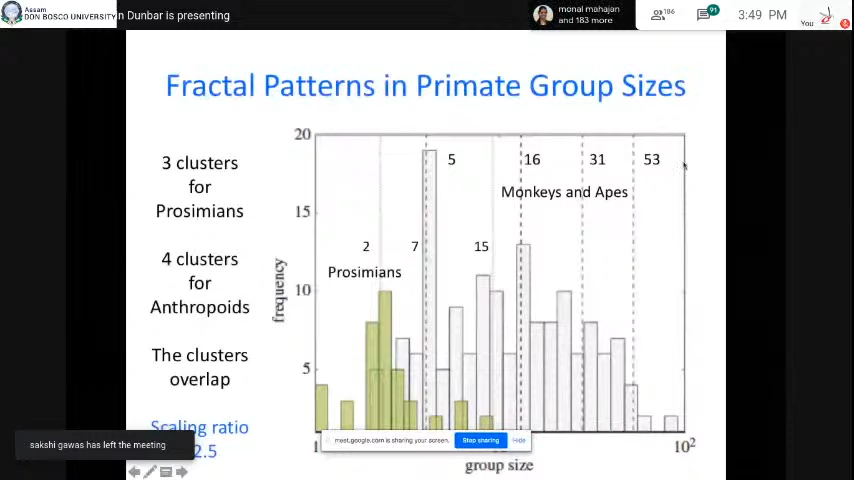 Assam
DON BOSCO UNIVERSITY
n Dunbar is presenting
monal mahajan
and 183 more
186
91
3:49 PM
You
Fractal Patterns in Primate Group Sizes
3 clusters
for
Prosimians
4 clusters
for
Anthropoids
The clusters
overlap
Scaling ratio
2.5
20
15
10
5
frequency
5
16
31
53
Monkeys and Apes
2
7
15
Prosimians
1
10²
group size
meet.google.com is sharing your screen.
Stop sharing
Hide
sakshi gawas has left the meeting